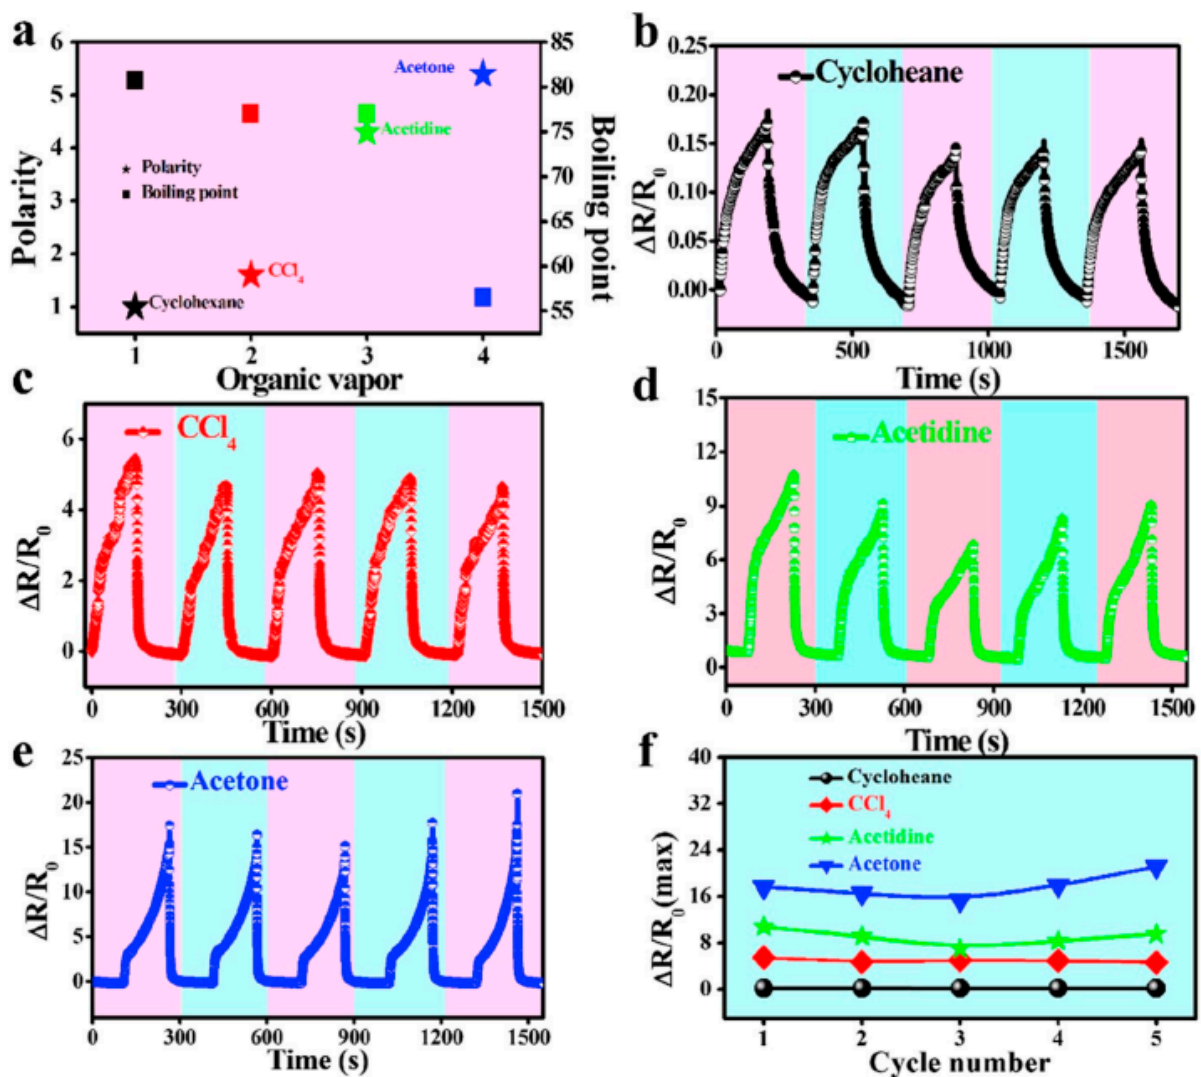 a
6
5
4
3
2
1
Polarity
85
80
75
70
65
60
55
Boiling point
Acetone
Acetidine
Polarity
Boiling point
CCl4
Cyclohexane
1 2 3 4
Organic vapor
b
0.25
0.20
0.15
0.10
0.05
0.00
ΔR/R0
Cycloheane
0 500 1000 1500
Time (s)
c
6
4
2
0
ΔR/R0
CCl4
0 300 600 900 1200 1500
Time (s)
d
15
12
9
6
3
0
ΔR/R0
Acetidine
0 300 600 900 1200 1500
Time (s)
e
25
20
15
10
5
0
ΔR/R0
Acetone
0 300 600 900 1200 1500
Time (s)
f
40
32
24
16
8
0
ΔR/R0(max)
Cycloheane
CCl4
Acetidine
Acetone
1 2 3 4 5
Cycle number